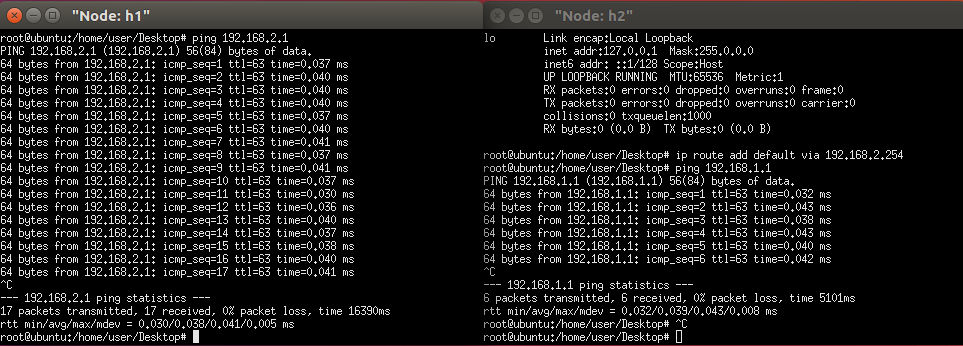 "Node: h1"
root@ubuntu:/home/user/Desktop# ping 192.168.2.1
PING 192.168.2.1 (192.168.2.1) 56(84) bytes of data.
64 bytes from 192.168.2.1: icmp_seq=1 ttl=63 time=0.037 ms
64 bytes from 192.168.2.1: icmp_seq=2 ttl=63 time=0.040 ms
64 bytes from 192.168.2.1: icmp_seq=3 ttl=63 time=0.040 ms
64 bytes from 192.168.2.1: icmp_seq=4 ttl=63 time=0.040 ms
64 bytes from 192.168.2.1: icmp_seq=5 ttl=63 time=0.037 ms
64 bytes from 192.168.2.1: icmp_seq=6 ttl=63 time=0.040 ms
64 bytes from 192.168.2.1: icmp_seq=7 ttl=63 time=0.041 ms
64 bytes from 192.168.2.1: icmp_seq=8 ttl=63 time=0.037 ms
64 bytes from 192.168.2.1: icmp_seq=9 ttl=63 time=0.041 ms
64 bytes from 192.168.2.1: icmp_seq=10 ttl=63 time=0.037 ms
64 bytes from 192.168.2.1: icmp_seq=11 ttl=63 time=0.030 ms
64 bytes from 192.168.2.1: icmp_seq=12 ttl=63 time=0.036 ms
64 bytes from 192.168.2.1: icmp_seq=13 ttl=63 time=0.040 ms
64 bytes from 192.168.2.1: icmp_seq=14 ttl=63 time=0.037 ms
64 bytes from 192.168.2.1: icmp_seq=15 ttl=63 time=0.038 ms
64 bytes from 192.168.2.1: icmp_seq=16 ttl=63 time=0.040 ms
64 bytes from 192.168.2.1: icmp_seq=17 ttl=63 time=0.041 ms
^C
--- 192.168.2.1 ping statistics ---
17 packets transmitted, 17 received, 0% packet loss, time 16390ms
rtt min/avg/max/mdev = 0.030/0.038/0.041/0.005 ms
root@ubuntu:/home/user/Desktop#
"Node: h2"
lo Link encap:Local Loopback
inet addr:127.0.0.1 Mask:255.0.0.0
inet6 addr: ::1/128 Scope:Host
UP LOOPBACK RUNNING MTU:65536 Metric:1
RX packets:0 errors:0 dropped:0 overruns:0 frame:0
TX packets:0 errors:0 dropped:0 overruns:0 carrier:0
collisions:0 txqueuelen:1000
RX bytes:0 (0.0 B) TX bytes:0 (0.0 B)
root@ubuntu:/home/user/Desktop# ip route add default via 192.168.2.254
root@ubuntu:/home/user/Desktop# ping 192.168.1.1
PING 192.168.1.1 (192.168.1.1) 56(84) bytes of data.
64 bytes from 192.168.1.1: icmp_seq=1 ttl=63 time=0.032 ms
64 bytes from 192.168.1.1: icmp_seq=2 ttl=63 time=0.043 ms
64 bytes from 192.168.1.1: icmp_seq=3 ttl=63 time=0.038 ms
64 bytes from 192.168.1.1: icmp_seq=4 ttl=63 time=0.041 ms
64 bytes from 192.168.1.1: icmp_seq=5 ttl=63 time=0.040 ms
64 bytes from 192.168.1.1: icmp_seq=6 ttl=63 time=0.042 ms
^C
--- 192.168.1.1 ping statistics ---
6 packets transmitted, 6 received, 0% packet loss, time 5101ms
rtt min/avg/max/mdev = 0.032/0.039/0.043/0.008 ms
root@ubuntu:/home/user/Desktop# ^C
root@ubuntu:/home/user/Desktop#